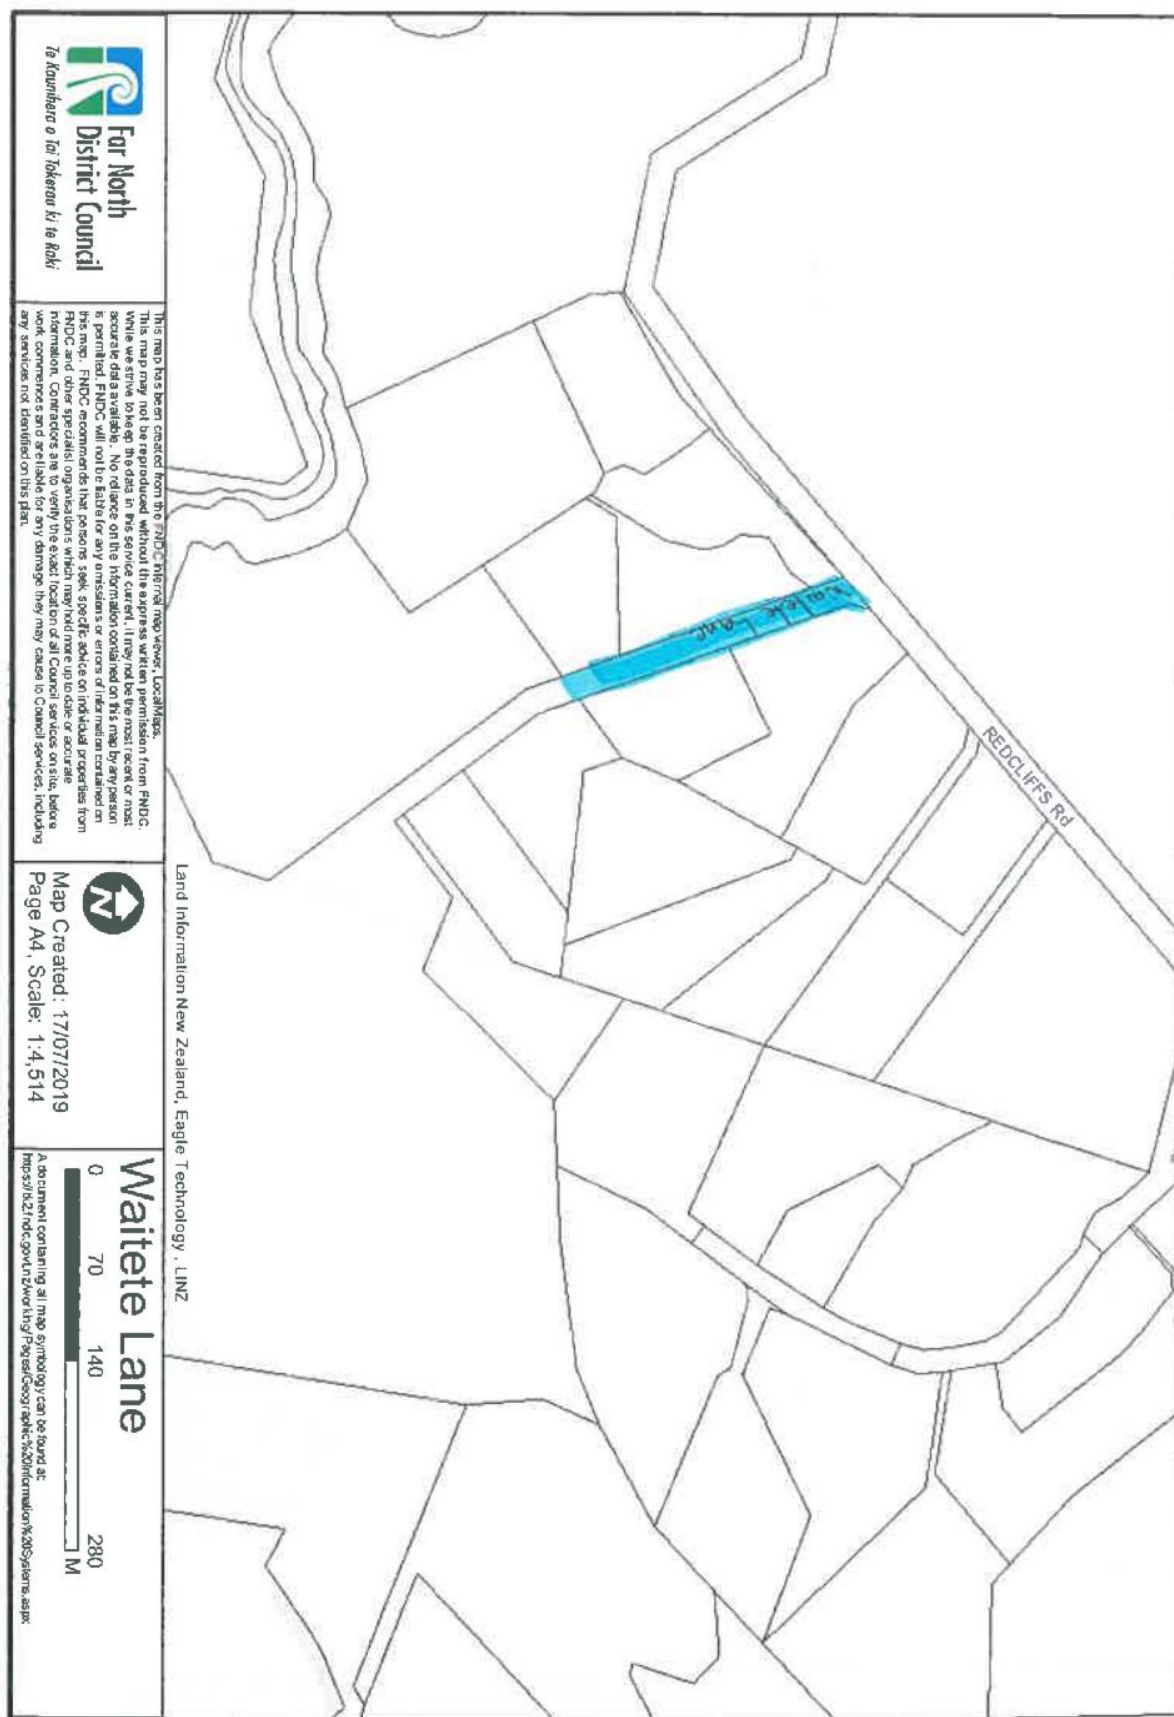 Waitete Lane
REDCLIFFS Rd
Land Information New Zealand, Eagle Technology , LINZ
Far North
District Council
Te Kaunihera o Tai Tokerau ki te Raki
This map has been created from the FNDC internal map viewer, LocalMaps.
This map may not be reproduced without the express written permission from FNDC.
While we strive to keep the data in this service current, it may not be the most recent or most
accurate data available. No reliance on the information contained on this map by any person
is permitted. FNDC will not be liable for any omissions or errors of information contained on
this map. FNDC recommends that persons seek specific advice on individual properties from
FNDC and other specialist organisations which may hold more up to date or accurate
information. Contractors are to verify the exact location of all Council services on site, before
work commences and are liable for any damage they may cause to Council services, including
any services not identified on this plan.
N
Map Created: 17/07/2019
Page A4, Scale: 1:4,514
Waitete Lane
0 70 140 280
M
A document containing all map symbology can be found at: